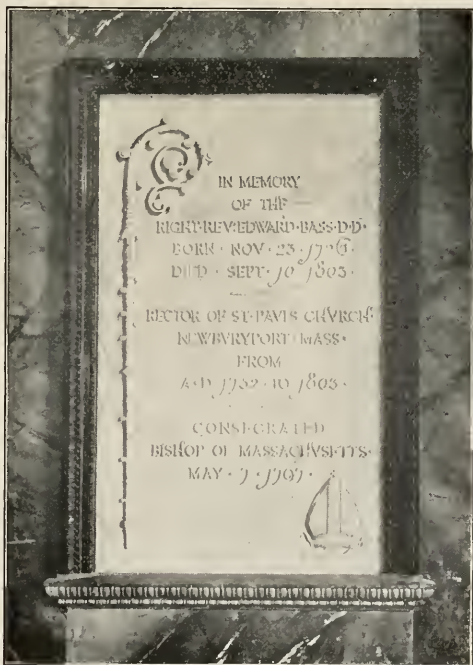 IN MEMORY
OF THE
RIGHT·REV·EDWARD·BASS·D·D·
BORN · NOV · 23 · 1726 ·
DIED · SEPT · 10 · 1803 ·
RECTOR OF ST·PAVLS CHVRCH·
NEWBVRYPORT·MASS·
FROM
A·D· 1752 · TO 1803 ·
CONSECRATED
BISHOP OF MASSACHVSETTS·
MAY · 7 · 1797 ·